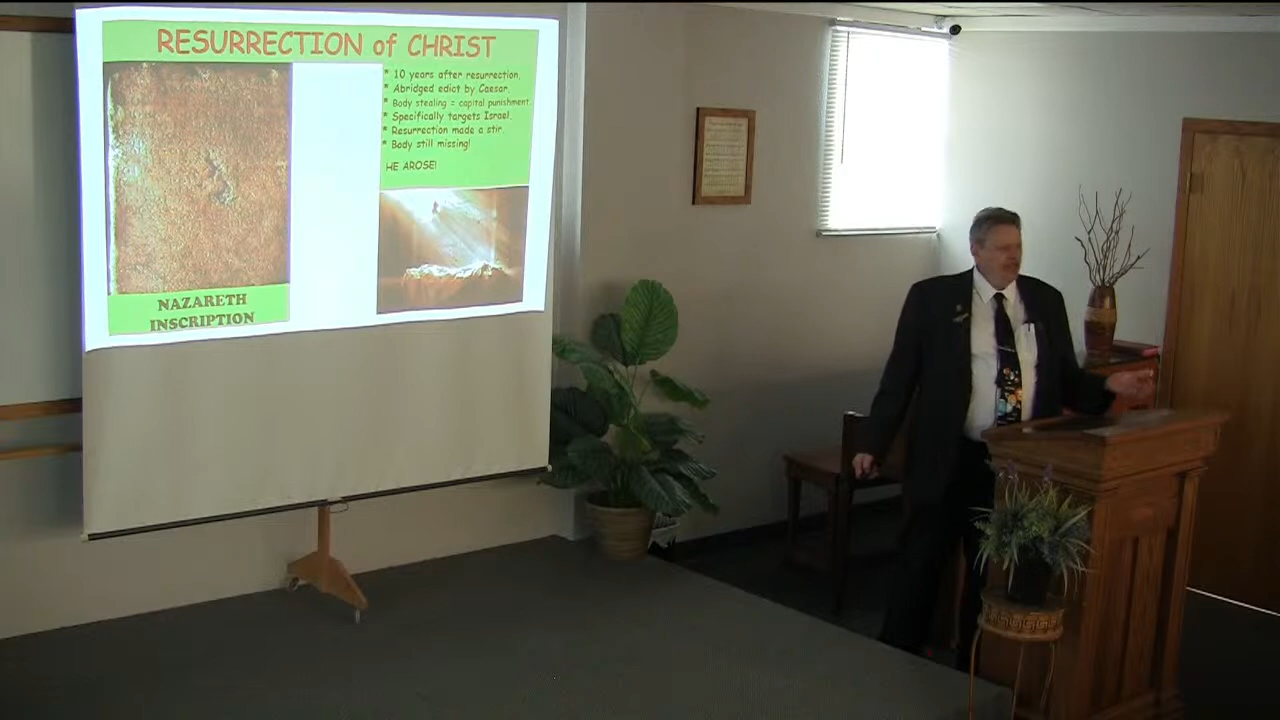 RESURRECTION of CHRIST
* 10 years after resurrection.
* Abridged edict by Caesar.
* Body stealing = capital punishment.
* Specifically targets Israel.
* Resurrection made a stir.
* Body still missing!
HE AROSE!
NAZARETH
INSCRIPTION